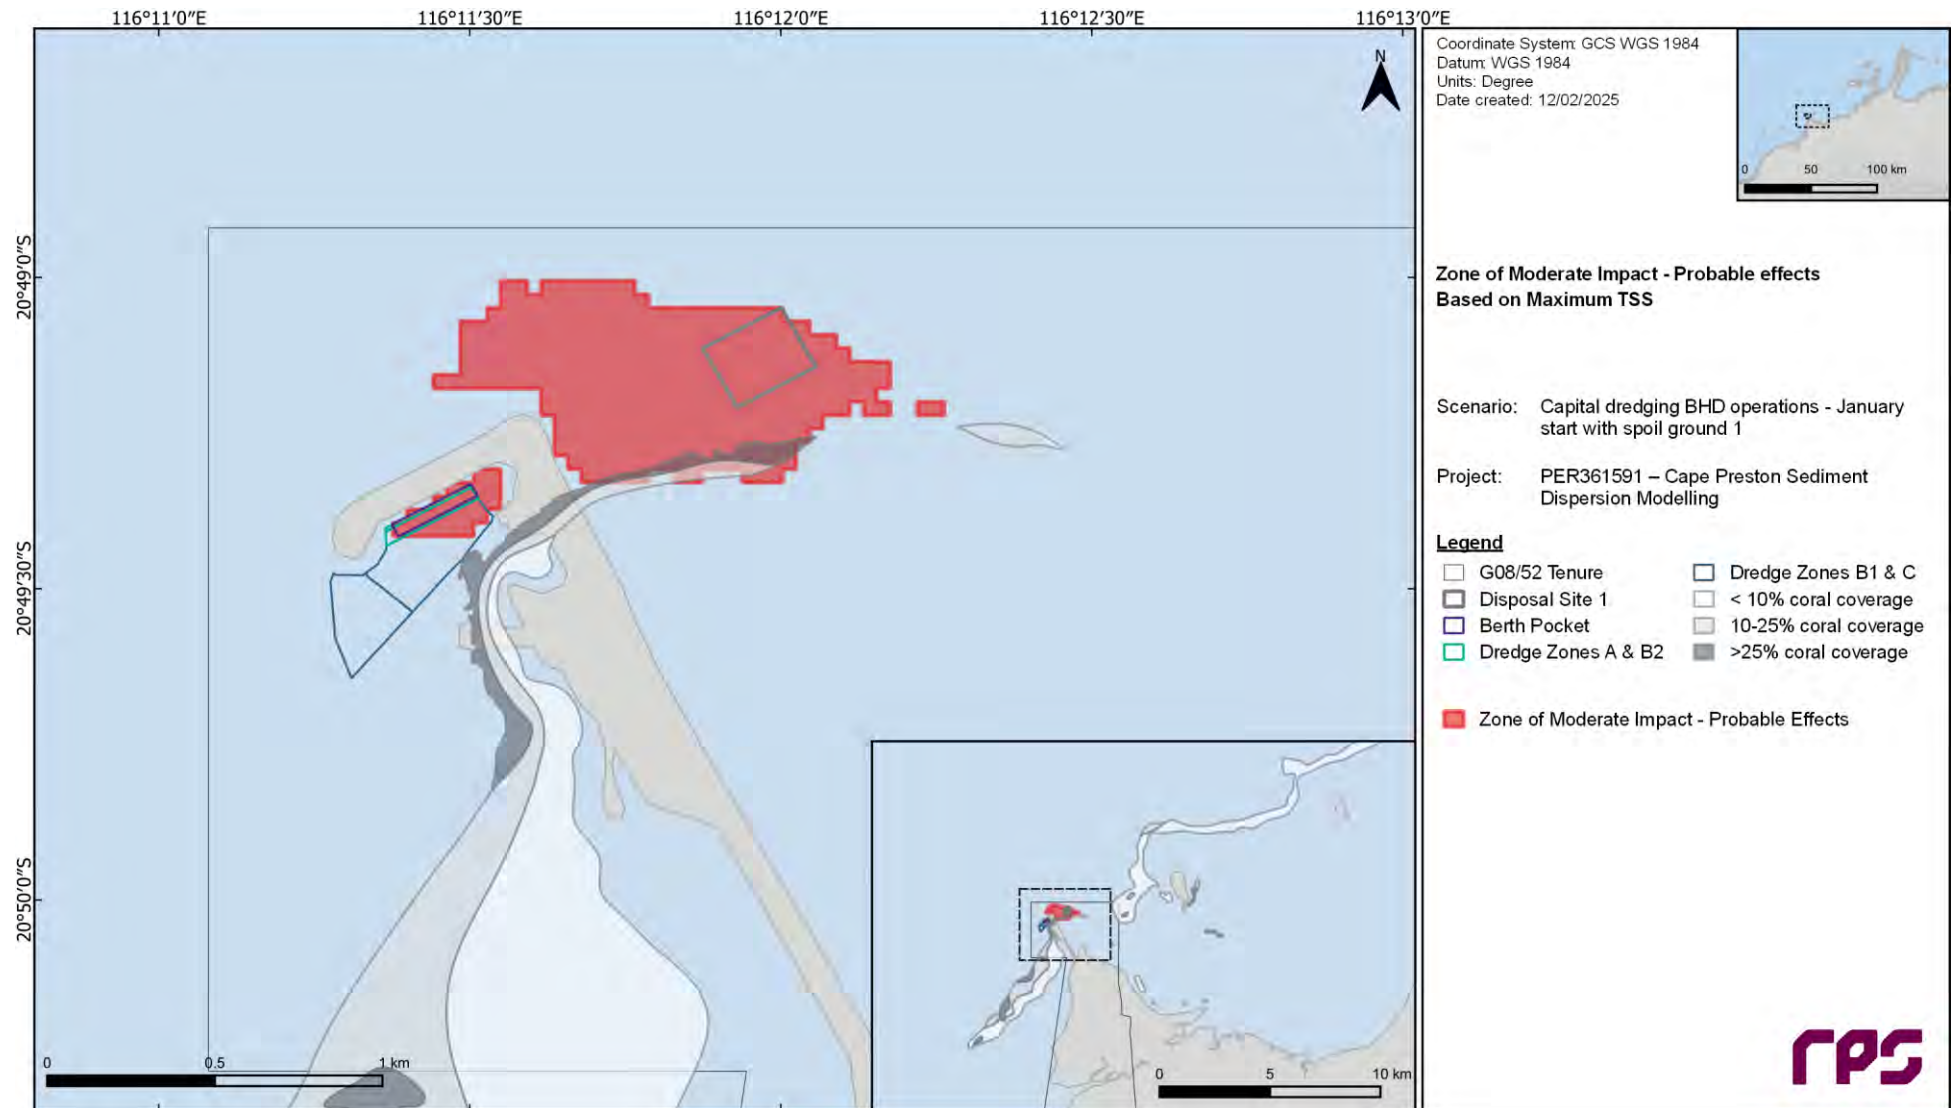 116°11'0"E
116°11'30"E
116°12'0"E
116°12'30"E
116°13'0"E
20°49'0"S
20°49'30"S
20°50'0"S
N
0 0.5 1 km
0 5 10 km
Coordinate System: GCS WGS 1984
Datum: WGS 1984
Units: Degree
Date created: 12/02/2025
0 50 100 km
Zone of Moderate Impact - Probable effects
Based on Maximum TSS
Scenario: Capital dredging BHD operations - January
start with spoil ground 1
Project: PER361591 – Cape Preston Sediment
Dispersion Modelling
Legend
G08/52 Tenure
Disposal Site 1
Berth Pocket
Dredge Zones A & B2
Dredge Zones B1 & C
< 10% coral coverage
10-25% coral coverage
>25% coral coverage
Zone of Moderate Impact - Probable Effects
rps